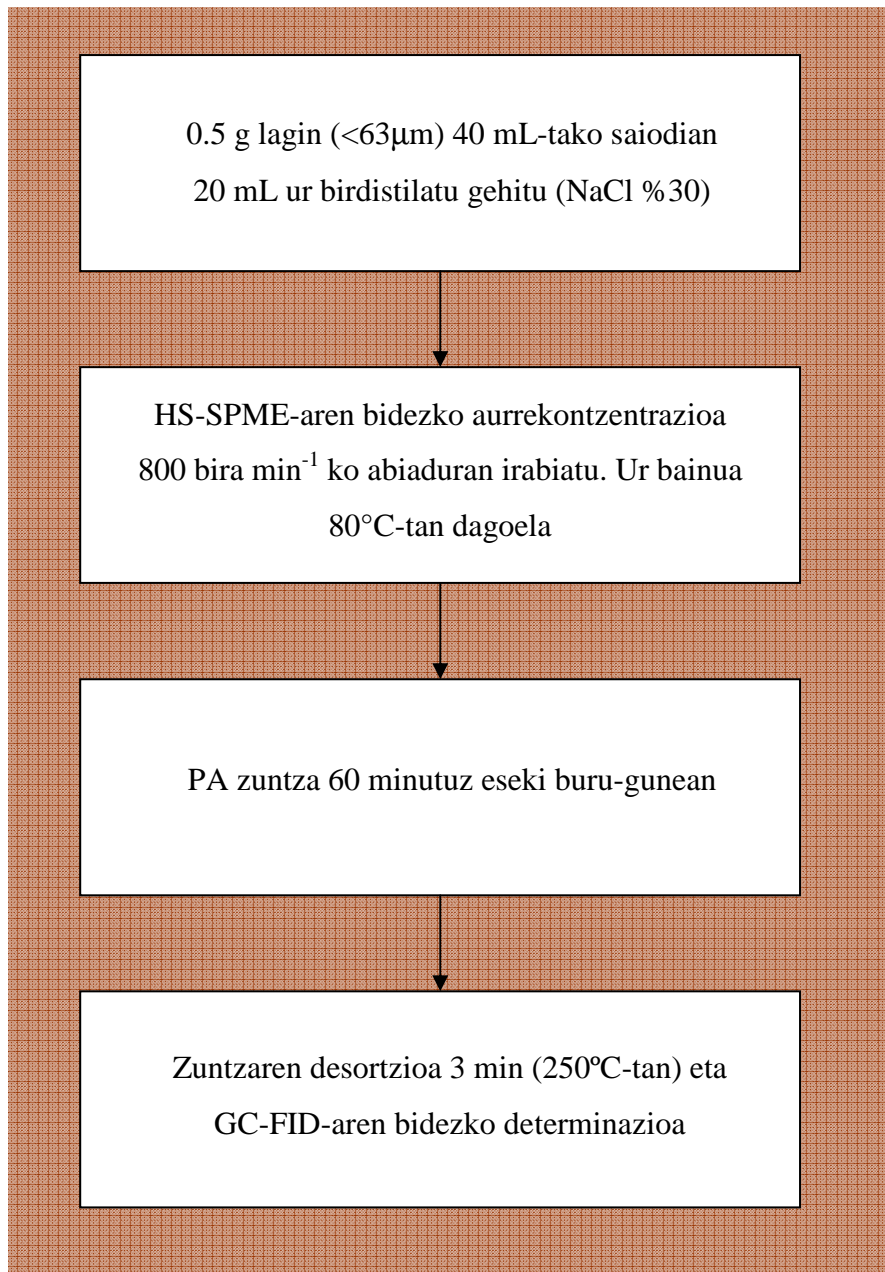 0.5 g lagin (<63μm) 40 mL-tako saiodian
20 mL ur birdistilatu gehitu (NaCl %30)
HS-SPME-aren bidezko aurrekontzentrazioa
800 bira min⁻¹ ko abiaduran irabiatu. Ur bainua
80°C-tan dagoela
PA zuntza 60 minutuz eseki buru-gunean
Zuntzaren desortzioa 3 min (250ºC-tan) eta
GC-FID-aren bidezko determinazioa